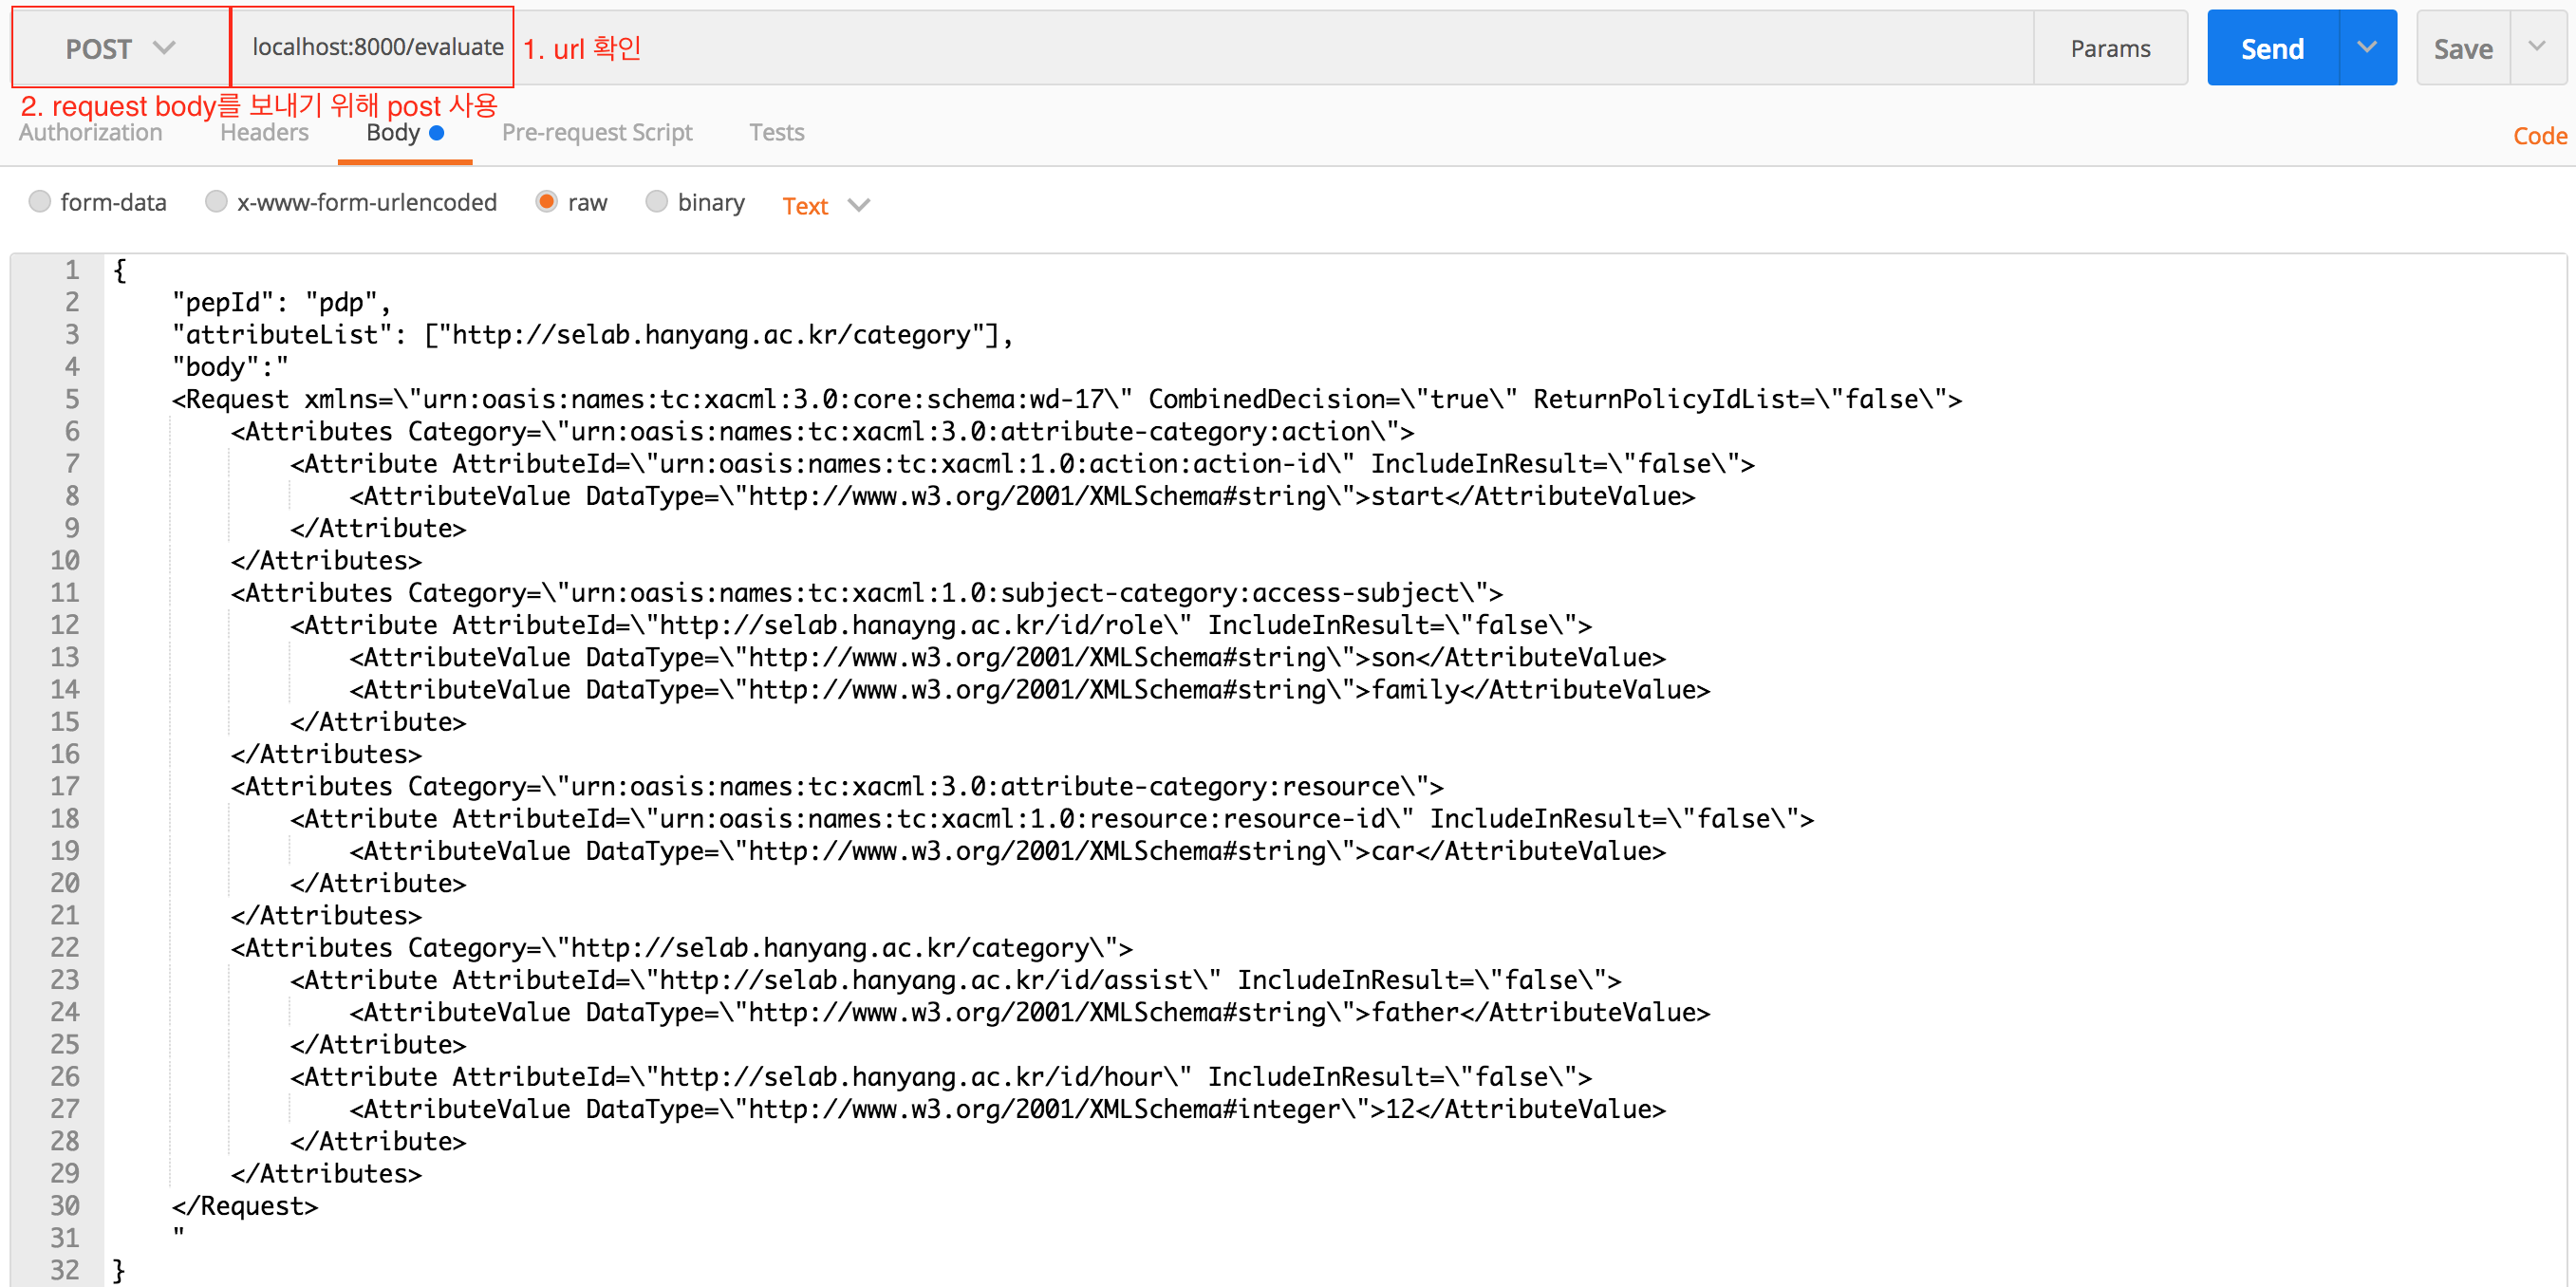 POST localhost:8000/evaluate 1. url 확인 Params Send Save
2. request body를 보내기 위해 post 사용
Authorization Headers Body Pre-request Script Tests Code
form-data x-www-form-urlencoded raw binary Text
1 {
2 "pepId": "pdp",
3 "attributeList": ["http://selab.hanyang.ac.kr/category"],
4 "body":"
5 <Request xmlns=\"urn:oasis:names:tc:xacml:3.0:core:schema:wd-17\" CombinedDecision=\"true\" ReturnPolicyIdList=\"false\">
6 <Attributes Category=\"urn:oasis:names:tc:xacml:3.0:attribute-category:action\">
7 <Attribute AttributeId=\"urn:oasis:names:tc:xacml:1.0:action:action-id\" IncludeInResult=\"false\">
8 <AttributeValue DataType=\"http://www.w3.org/2001/XMLSchema#string\">start</AttributeValue>
9 </Attribute>
10 </Attributes>
11 <Attributes Category=\"urn:oasis:names:tc:xacml:1.0:subject-category:access-subject\">
12 <Attribute AttributeId=\"http://selab.hanayng.ac.kr/id/role\" IncludeInResult=\"false\">
13 <AttributeValue DataType=\"http://www.w3.org/2001/XMLSchema#string\">son</AttributeValue>
14 <AttributeValue DataType=\"http://www.w3.org/2001/XMLSchema#string\">family</AttributeValue>
15 </Attribute>
16 </Attributes>
17 <Attributes Category=\"urn:oasis:names:tc:xacml:3.0:attribute-category:resource\">
18 <Attribute AttributeId=\"urn:oasis:names:tc:xacml:1.0:resource:resource-id\" IncludeInResult=\"false\">
19 <AttributeValue DataType=\"http://www.w3.org/2001/XMLSchema#string\">car</AttributeValue>
20 </Attribute>
21 </Attributes>
22 <Attributes Category=\"http://selab.hanyang.ac.kr/category\">
23 <Attribute AttributeId=\"http://selab.hanyang.ac.kr/id/assist\" IncludeInResult=\"false\">
24 <AttributeValue DataType=\"http://www.w3.org/2001/XMLSchema#string\">father</AttributeValue>
25 </Attribute>
26 <Attribute AttributeId=\"http://selab.hanyang.ac.kr/id/hour\" IncludeInResult=\"false\">
27 <AttributeValue DataType=\"http://www.w3.org/2001/XMLSchema#integer\">12</AttributeValue>
28 </Attribute>
29 </Attributes>
30 </Request>
31 "
32 }